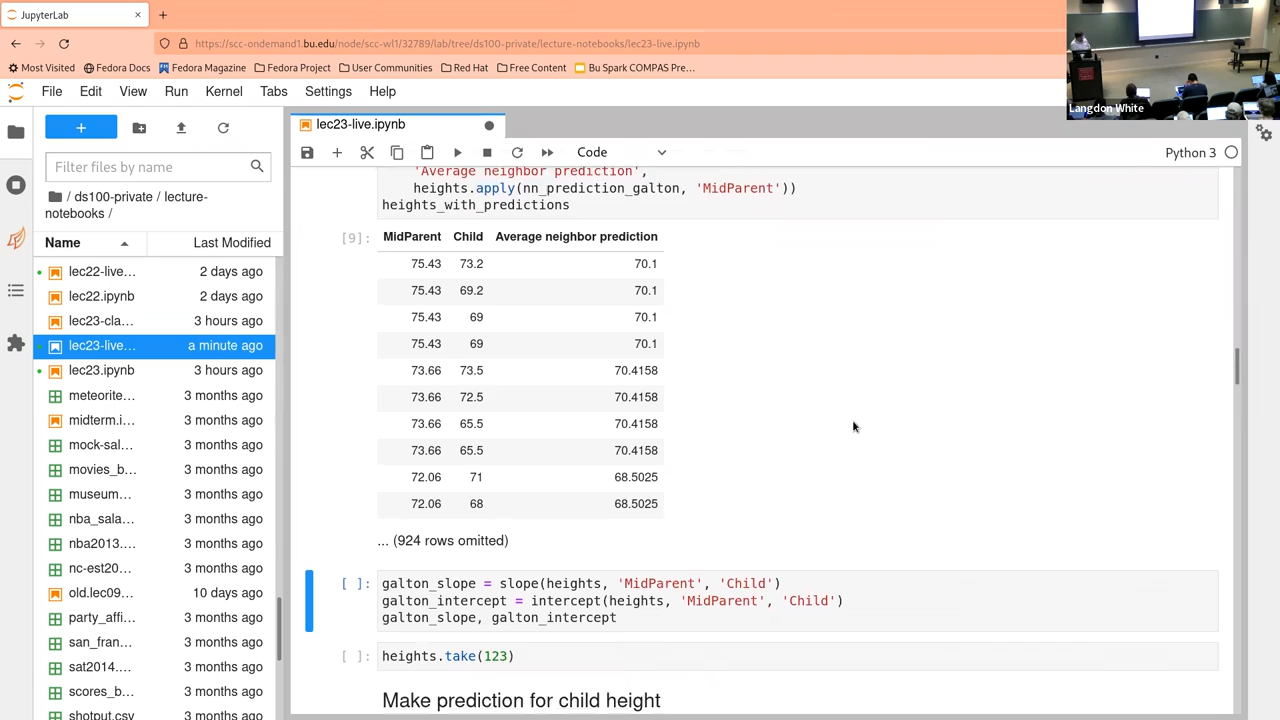 JupyterLab
https://scc-ondemand1.bu.edu/node/scc-wl1/32789/lab/tree/ds100-private/lecture-notebooks/lec23-live.ipynb
Most Visited Fedora Docs Fedora Magazine Fedora Project User Communities Red Hat Free Content Bu Spark COMPAS Pre…
Langdon White
File Edit View Run Kernel Tabs Settings Help
lec23-live.ipynb
Code
Python 3
Filter files by name
/ ds100-private / lecture-
notebooks /
Name Last Modified
lec22-live… 2 days ago
lec22.ipynb 2 days ago
lec23-cla… 3 hours ago
lec23-live… a minute ago
lec23.ipynb 3 hours ago
meteorite… 3 months ago
midterm.i… 3 months ago
mock-sal… 3 months ago
movies_b… 3 months ago
museum… 3 months ago
nba_sala… 3 months ago
nba2013.… 3 months ago
nc-est20… 3 months ago
old.lec09… 10 days ago
party_affi… 3 months ago
san_fran… 3 months ago
sat2014.… 3 months ago
scores_b… 3 months ago
shotput.csv 3 months ago
'Average neighbor prediction',
heights.apply(nn_prediction_galton, 'MidParent'))
heights_with_predictions
[9]: MidParent Child Average neighbor prediction
75.43 73.2 70.1
75.43 69.2 70.1
75.43 69 70.1
75.43 69 70.1
73.66 73.5 70.4158
73.66 72.5 70.4158
73.66 65.5 70.4158
73.66 65.5 70.4158
72.06 71 68.5025
72.06 68 68.5025
... (924 rows omitted)
[ ]: galton_slope = slope(heights, 'MidParent', 'Child')
galton_intercept = intercept(heights, 'MidParent', 'Child')
galton_slope, galton_intercept
[ ]: heights.take(123)
Make prediction for child height